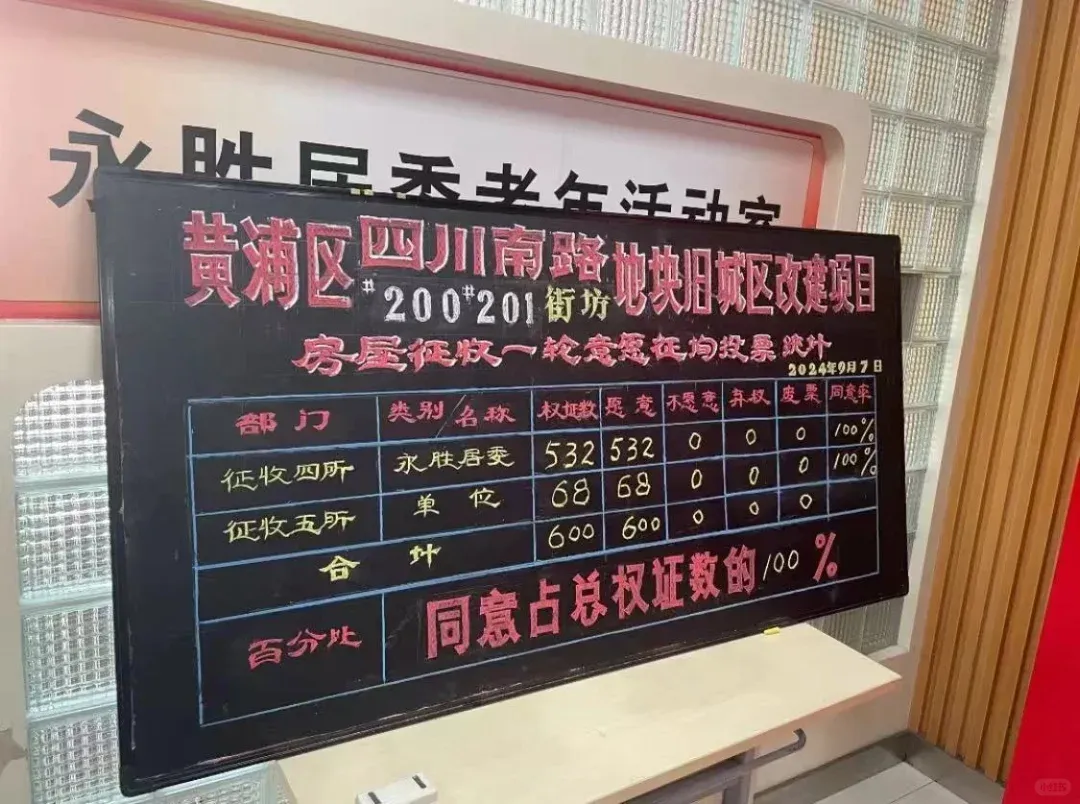 永胜居委老年活动室
黄浦区四川南路#200#201街坊地块旧城区改建项目
房屋征收一轮意愿征询投票统计
2024年9月7日
部门 类别/名称 权证数 愿意 不愿意 弃权 废票 同意率
征收四所 永胜居委 532 532 0 0 0 100%
征收五所 单位 68 68 0 0 0 100%
合计 600 600 0 0 0
百分比 同意占总权证数的100%
小红书